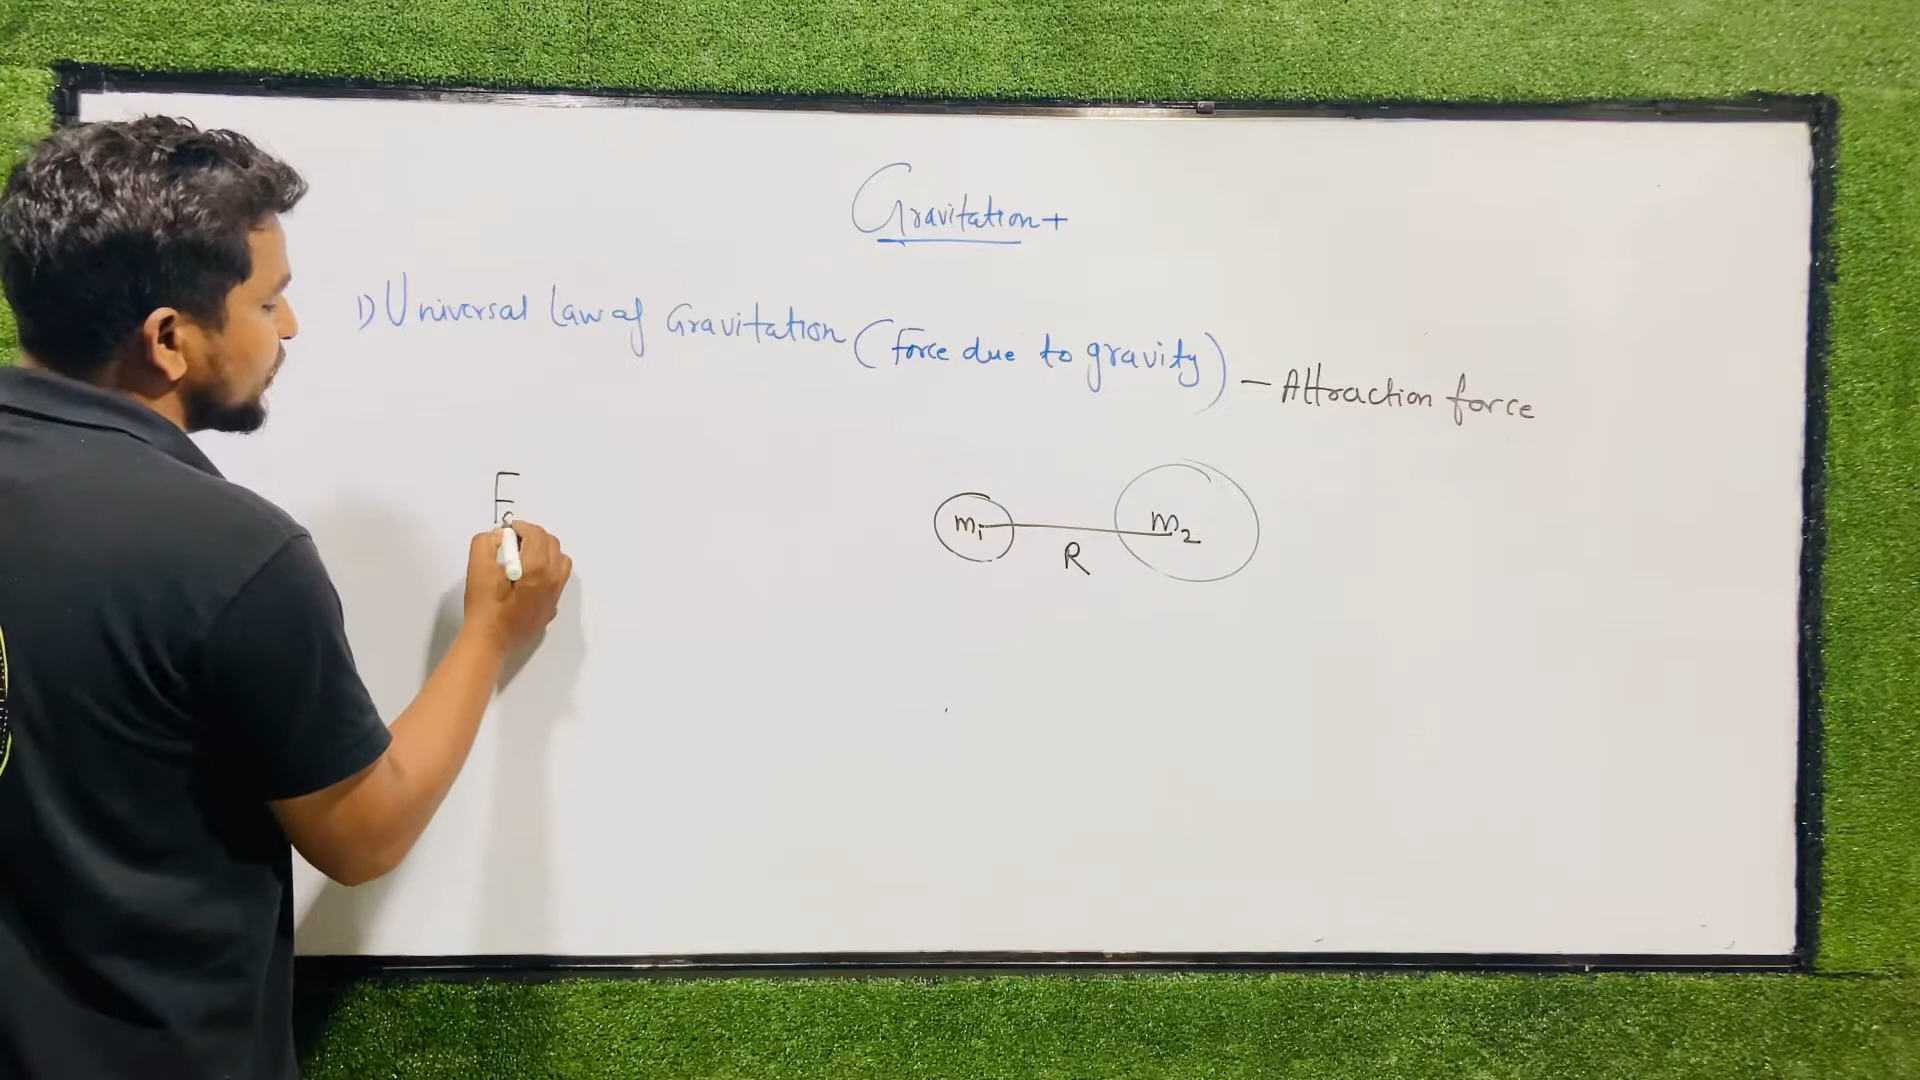 Gravitation +
1) Universal Law of Gravitation (Force due to gravity) - Attraction force
F
m1 R m2